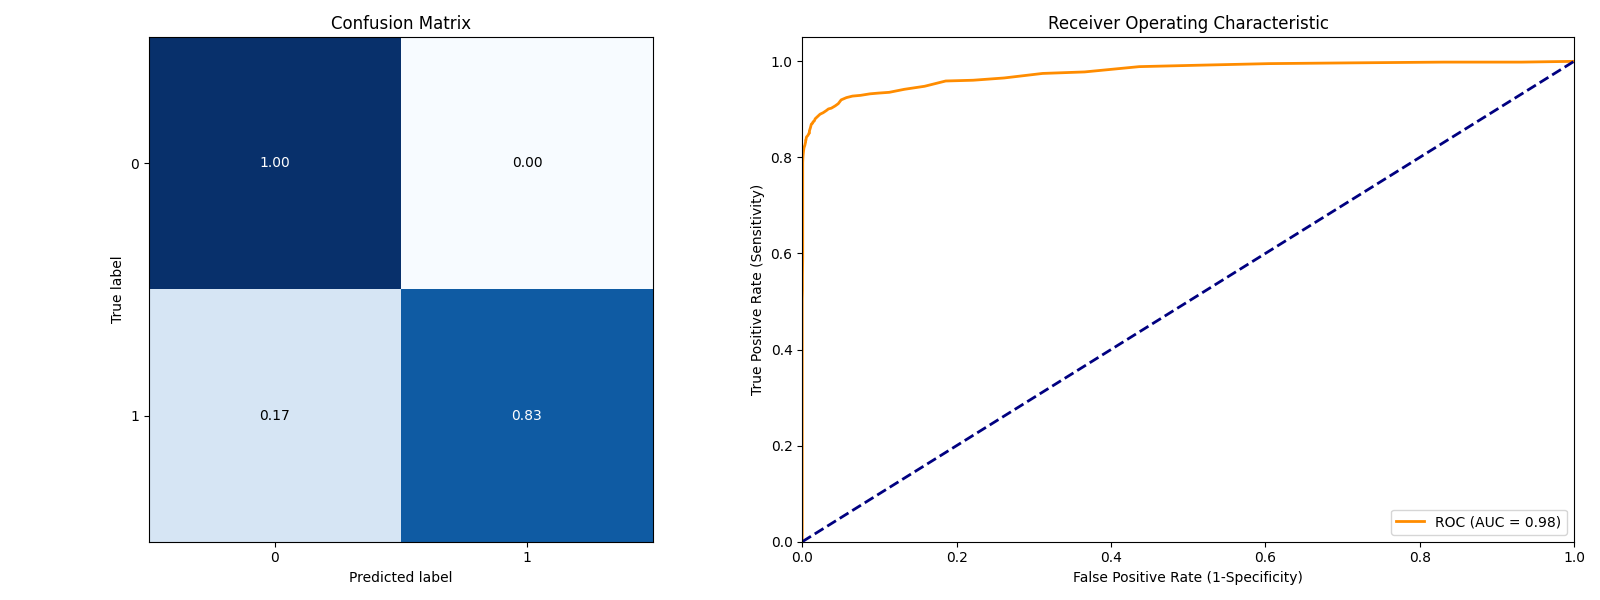 Confusion Matrix
0
1
True label
1.00
0.00
0.17
0.83
0
1
Predicted label
Receiver Operating Characteristic
True Positive Rate (Sensitivity)
1.0
0.8
0.6
0.4
0.2
0.0
0.0
0.2
0.4
0.6
0.8
1.0
False Positive Rate (1-Specificity)
ROC (AUC = 0.98)